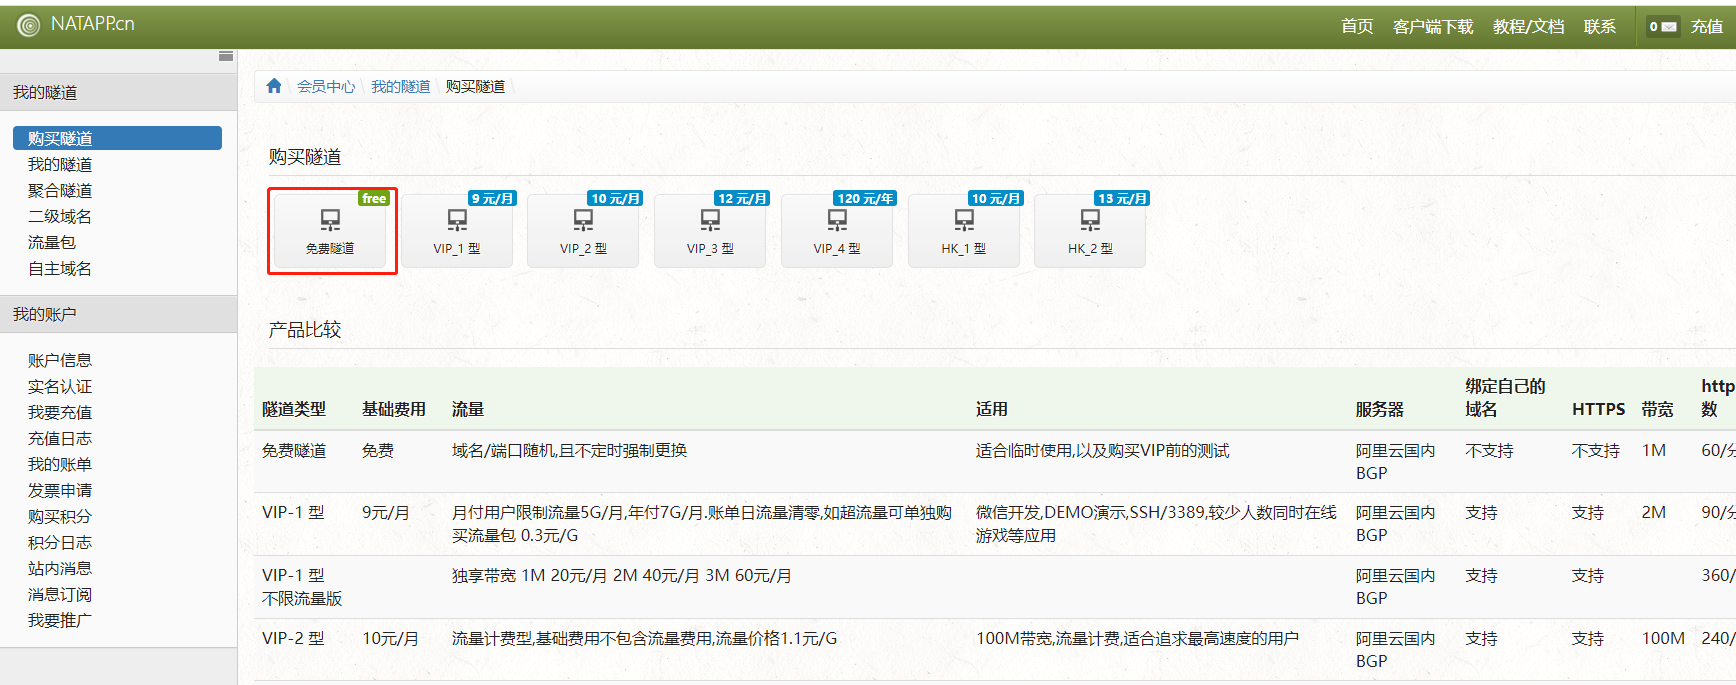 NATAPP.cn
首页 客户端下载 教程/文档 联系 0 充值
我的隧道
购买隧道
我的隧道
聚合隧道
二级域名
流量包
自主域名
我的账户
账户信息
实名认证
我要充值
充值日志
我的账单
发票申请
购买积分
积分日志
站内消息
消息订阅
我要推广
会员中心 \ 我的隧道 \ 购买隧道 \
购买隧道
free
免费隧道
9 元/月
VIP_1 型
10 元/月
VIP_2 型
12 元/月
VIP_3 型
120 元/年
VIP_4 型
10 元/月
HK_1 型
13 元/月
HK_2 型
产品比较
隧道类型 基础费用 流量 适用 服务器 绑定自己的域名 HTTPS 带宽 http数
免费隧道 免费 域名/端口随机,且不定时强制更换 适合临时使用,以及购买VIP前的测试 阿里云国内BGP 不支持 不支持 1M 60/分
VIP-1 型 9元/月 月付用户限制流量5G/月,年付7G/月.账单日流量清零,如超流量可单独购
买流量包 0.3元/G
微信开发,DEMO演示,SSH/3389,较少人数同时在线
游戏等应用
阿里云国内BGP 支持 支持 2M 90/分
VIP-1 型
不限流量版
独享带宽 1M 20元/月 2M 40元/月 3M 60元/月 阿里云国内BGP 支持 支持 360/
VIP-2 型 10元/月 流量计费型,基础费用不包含流量费用,流量价格1.1元/G 100M带宽,流量计费,适合追求最高速度的用户 阿里云国内BGP 支持 支持 100M 240/